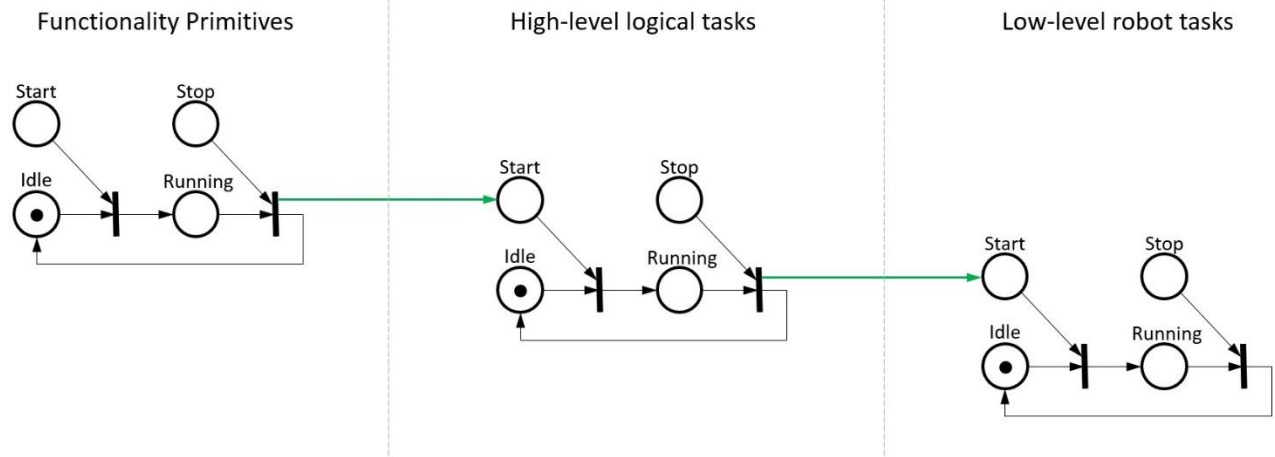 Functionality Primitives
High-level logical tasks
Low-level robot tasks
Start
Stop
Idle
Running
Start
Stop
Idle
Running
Start
Stop
Idle
Running